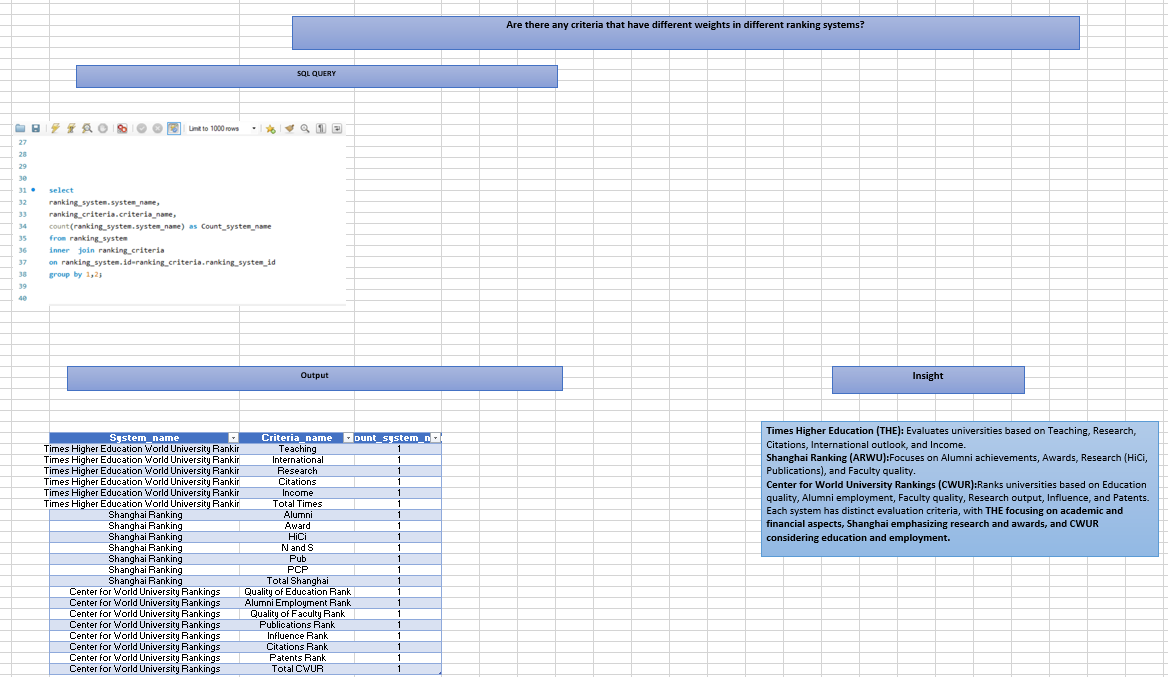 Are there any criteria that have different weights in different ranking systems?
SQL QUERY
Limit to 1000 rows
27
28
29
30
31 select
32 ranking_system.system_name,
33 ranking_criteria.criteria_name,
34 count(ranking_system.system_name) as Count_system_name
35 from ranking_system
36 inner join ranking_criteria
37 on ranking_system.id=ranking_criteria.ranking_system_id
38 group by 1,2;
39
40
Output
Insight
System_name Criteria_name ount_system_n
Times Higher Education World University Rankir Teaching 1
Times Higher Education World University Rankir International 1
Times Higher Education World University Rankir Research 1
Times Higher Education World University Rankir Citations 1
Times Higher Education World University Rankir Income 1
Times Higher Education World University Rankir Total Times 1
Shanghai Ranking Alumni 1
Shanghai Ranking Award 1
Shanghai Ranking HiCi 1
Shanghai Ranking N and S 1
Shanghai Ranking Pub 1
Shanghai Ranking PCP 1
Shanghai Ranking Total Shanghai 1
Center for World University Rankings Quality of Education Rank 1
Center for World University Rankings Alumni Employment Rank 1
Center for World University Rankings Quality of Faculty Rank 1
Center for World University Rankings Publications Rank 1
Center for World University Rankings Influence Rank 1
Center for World University Rankings Citations Rank 1
Center for World University Rankings Patents Rank 1
Center for World University Rankings Total CWUR 1
Times Higher Education (THE): Evaluates universities based on Teaching, Research,
Citations, International outlook, and Income.
Shanghai Ranking (ARWU):Focuses on Alumni achievements, Awards, Research (HiCi,
Publications), and Faculty quality.
Center for World University Rankings (CWUR):Ranks universities based on Education
quality, Alumni employment, Faculty quality, Research output, Influence, and Patents.
Each system has distinct evaluation criteria, with THE focusing on academic and
financial aspects, Shanghai emphasizing research and awards, and CWUR
considering education and employment.